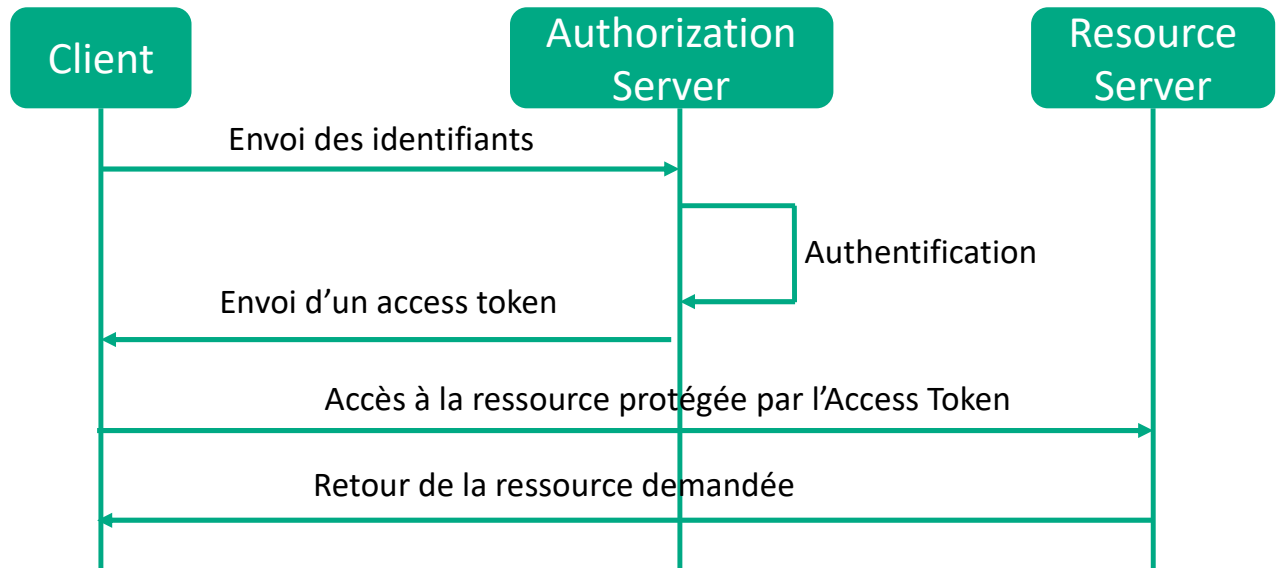 Client
Authorization
Server
Resource
Server
Envoi des identifiants
Authentification
Envoi d’un access token
Accès à la ressource protégée par l’Access Token
Retour de la ressource demandée